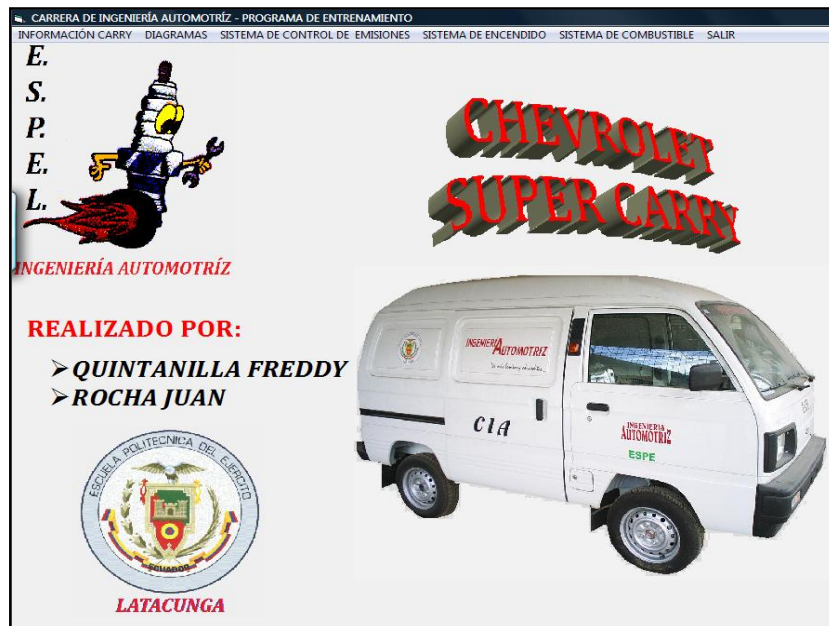 CARRERA DE INGENIERÍA AUTOMOTRÍZ - PROGRAMA DE ENTRENAMIENTO
INFORMACIÓN CARRY DIAGRAMAS SISTEMA DE CONTROL DE EMISIONES SISTEMA DE ENCENDIDO SISTEMA DE COMBUSTIBLE SALIR
E.
S.
P.
E.
L.
INGENIERÍA AUTOMOTRÍZ
CHEVROLET
SUPER CARRY
REALIZADO POR:
➢ QUINTANILLA FREDDY
➢ ROCHA JUAN
INGENIERÍA AUTOMOTRIZ
CIA
INGENIERIA
AUTOMOTRIZ
ESPE
ESCUELA POLITECNICA DEL EJERCITO
ECUADOR
LATACUNGA